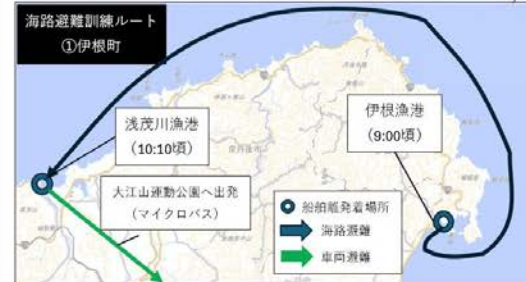 海路避難訓練ルート
①伊根町
浅茂川漁港
(10:10頃)
伊根漁港
(9:00頃)
大江山運動公園へ出発
(マイクロバス)
船舶離発着場所
海路避難
車両避難